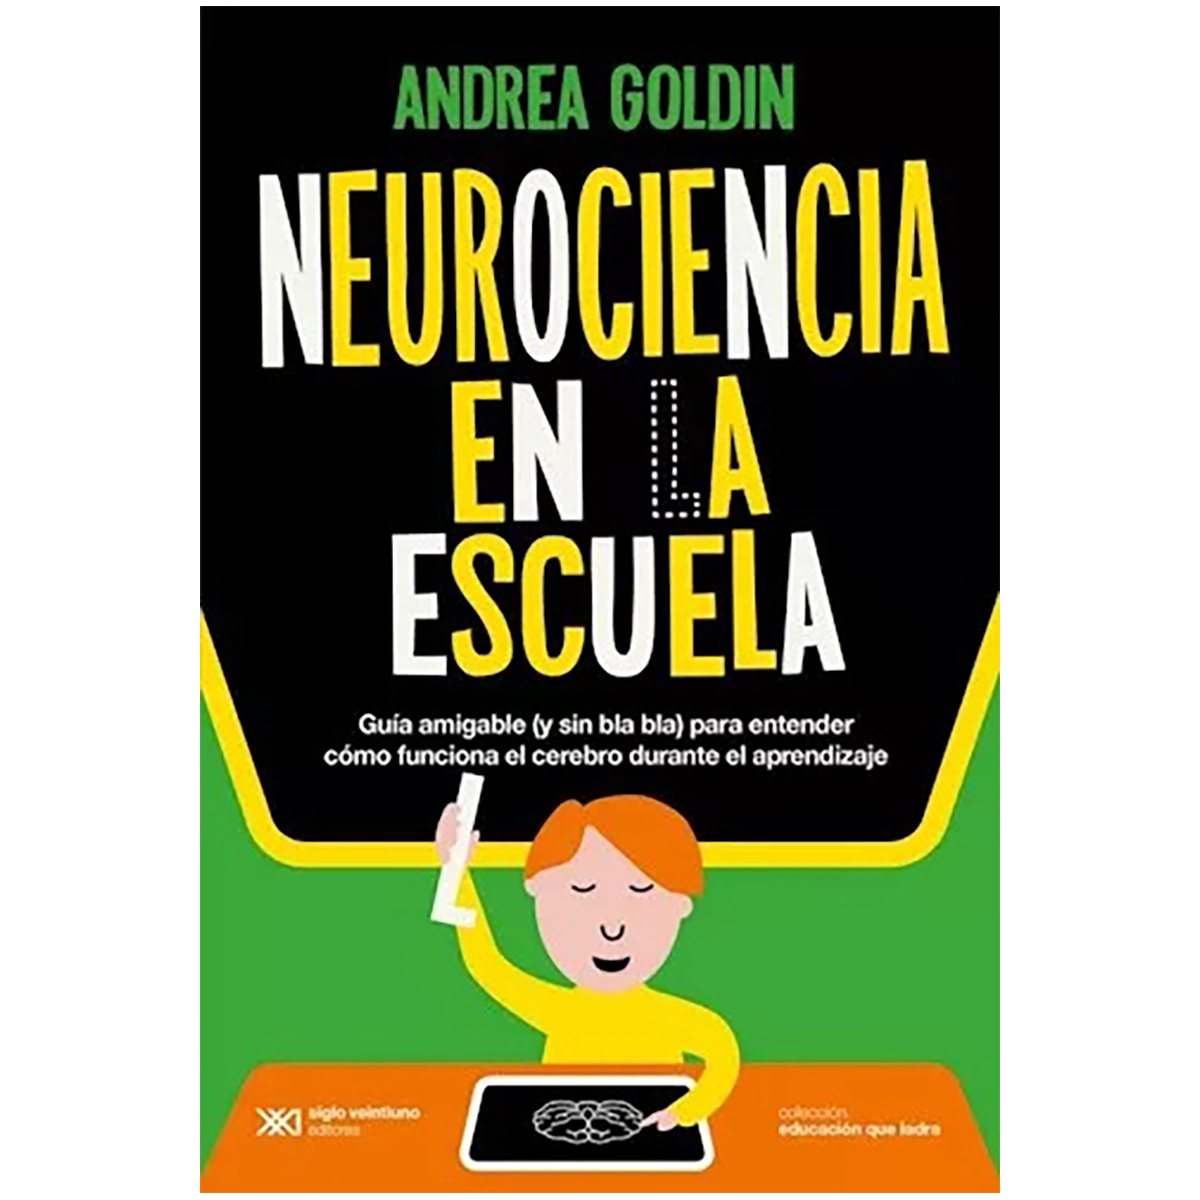 ANDREA GOLDIN
NEUROCIENCIA
EN LA
ESCUELA
Guía amigable (y sin bla bla) para entender
cómo funciona el cerebro durante el aprendizaje
L
siglo veintiuno
editores
colección
educación que ladra